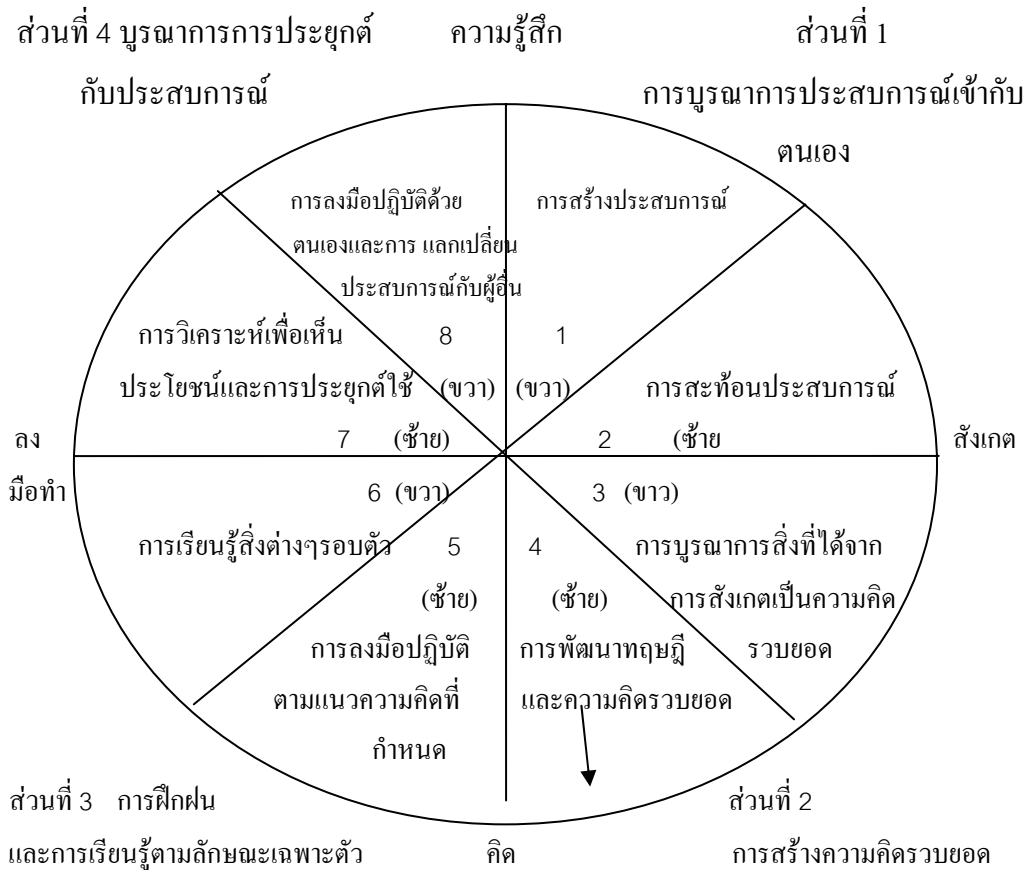 ส่วนที่ 4 บูรณาการการประยุกต์
กับประสบการณ์
ความรู้สึก
ส่วนที่ 1
การบูรณาการประสบการณ์เข้ากับ
ตนเอง
การลงมือปฏิบัติด้วย
ตนเองและการ แลกเปลี่ยน
ประสบการณ์กับผู้อื่น
8
(ขวา)
การสร้างประสบการณ์
1
(ขวา)
การวิเคราะห์เพื่อเห็น
ประโยชน์และการประยุกต์ใช้
7 (ซ้าย)
การสะท้อนประสบการณ์
2 (ซ้าย
ลง
มือทำ
สังเกต
6 (ขวา)
การเรียนรู้สิ่งต่างๆรอบตัว
3 (ขาว)
การบูรณาการสิ่งที่ได้จาก
การสังเกตเป็นความคิด
รวบยอด
5
(ซ้าย)
การลงมือปฏิบัติ
ตามแนวความคิดที่
กำหนด
4
(ซ้าย)
การพัฒนาทฤษฎี
และความคิดรวบยอด
ส่วนที่ 3 การฝึกฝน
และการเรียนรู้ตามลักษณะเฉพาะตัว
คิด
ส่วนที่ 2
การสร้างความคิดรวบยอด